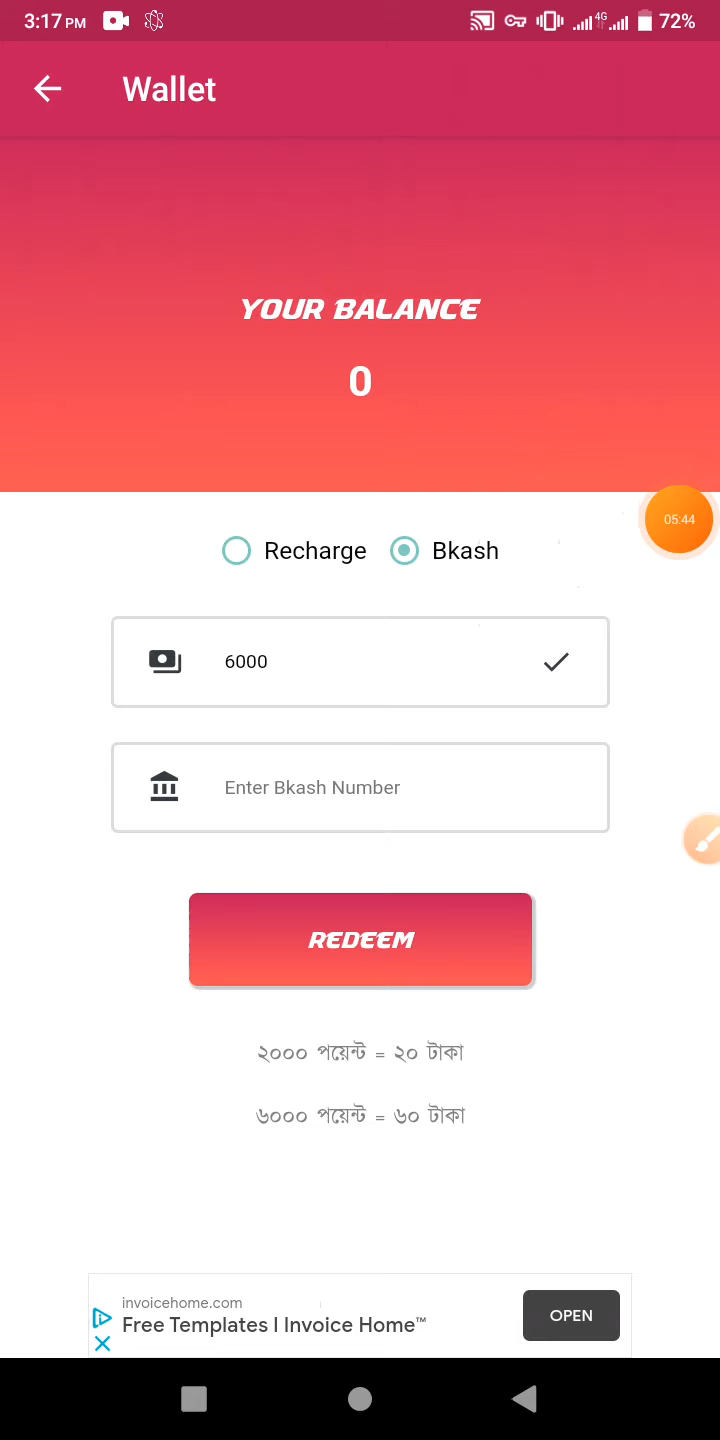 3:17 PM 4G 72%
Wallet
YOUR BALANCE
0
05:44
Recharge Bkash
6000
Enter Bkash Number
REDEEM
২০০০ পয়েন্ট = ২০ টাকা
৬০০০ পয়েন্ট = ৬০ টাকা
invoicehome.com
Free Templates | Invoice Home™
OPEN